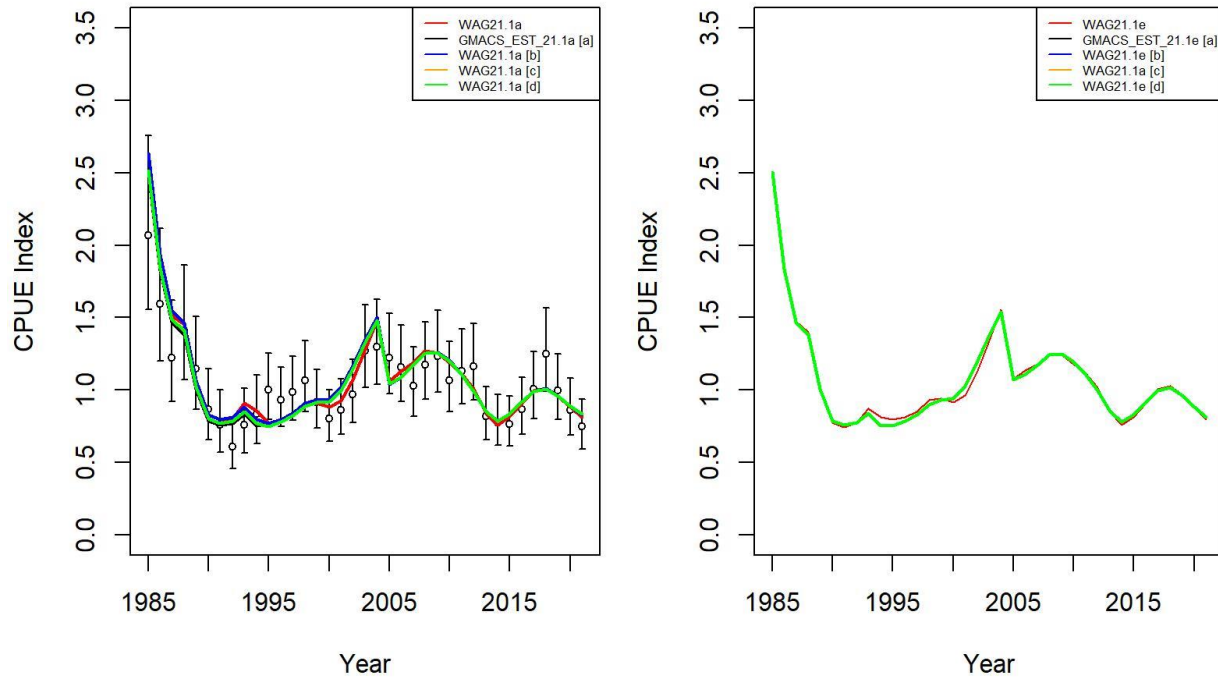 3.5
3.0
2.5
2.0
1.5
1.0
0.5
0.0
CPUE Index
WAG21.1a
GMACS_EST_21.1a [a]
WAG21.1a [b]
WAG21.1a [c]
WAG21.1a [d]
1985 1995 2005 2015
Year
3.5
3.0
2.5
2.0
1.5
1.0
0.5
0.0
CPUE Index
WAG21.1e
GMACS_EST_21.1e [a]
WAG21.1e [b]
WAG21.1a [c]
WAG21.1e [d]
1985 1995 2005 2015
Year